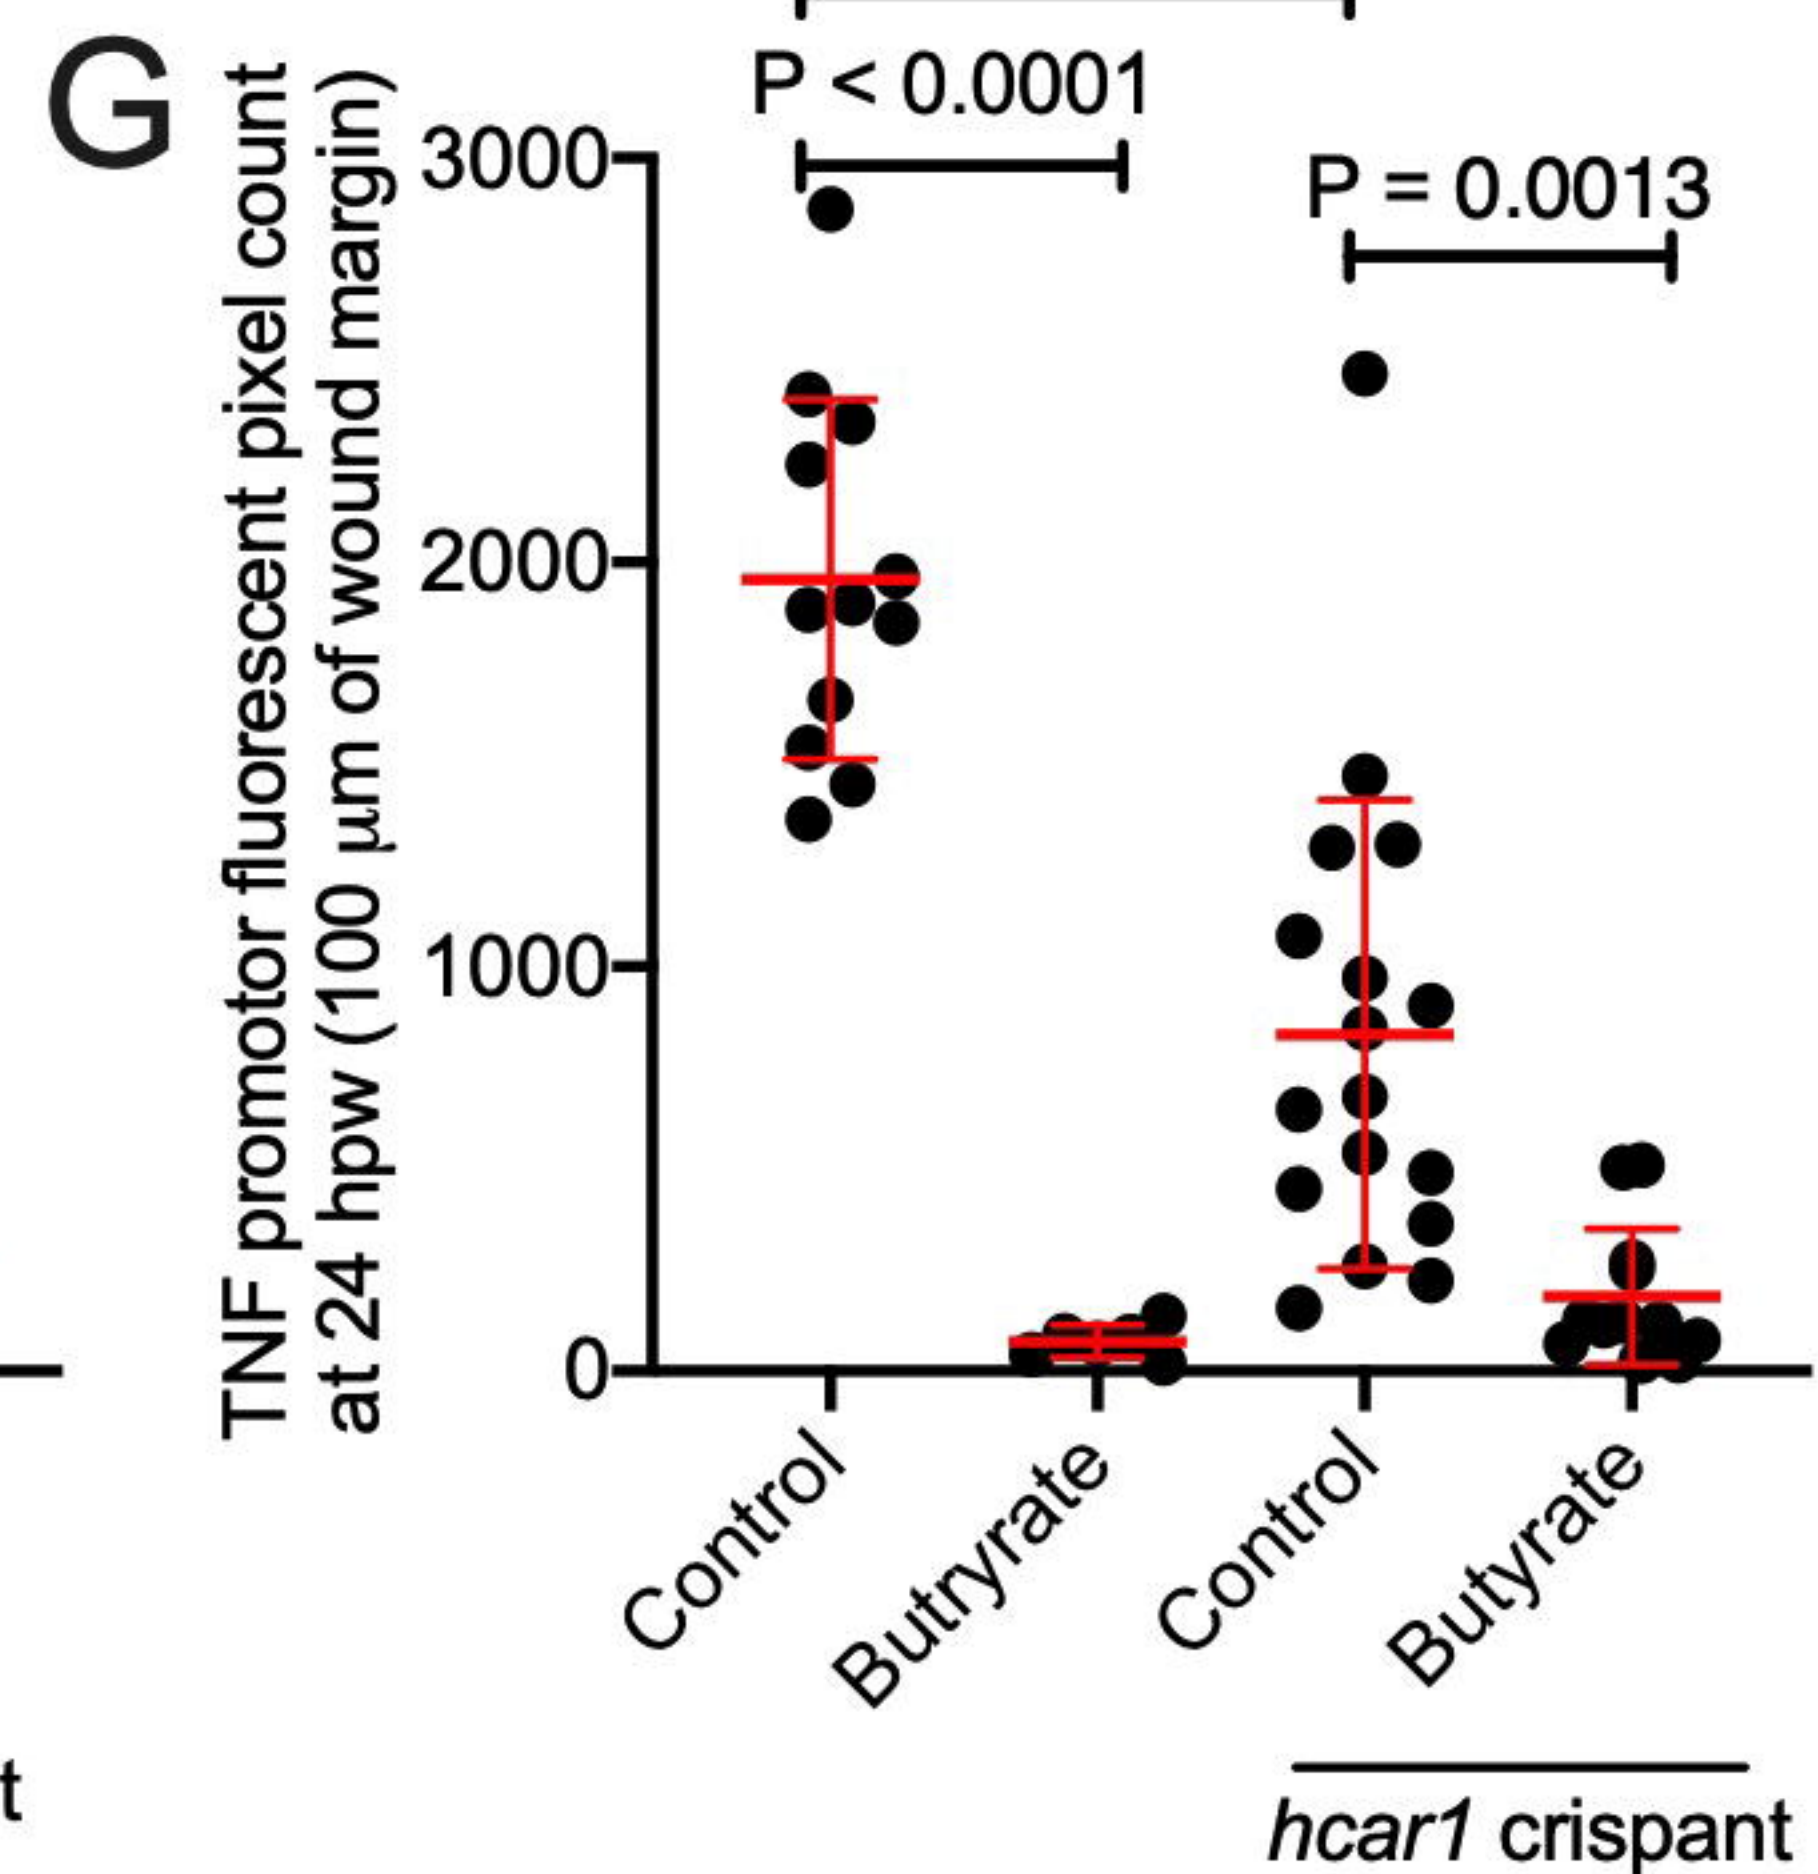 G
TNF promotor fluorescent pixel count
at 24 hpw (100 μm of wound margin)
P < 0.0001
P = 0.0013
3000
2000
1000
0
Control
Butryrate
Control
Butyrate
hcar1 crispant
t